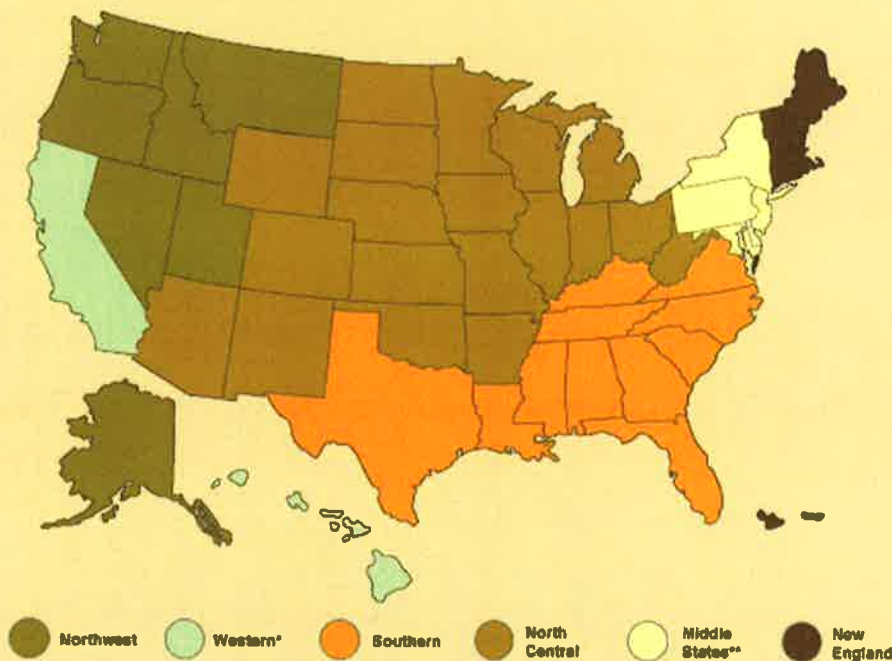 Northwest
Western*
Southern
North
Central
Middle
States**
New
England